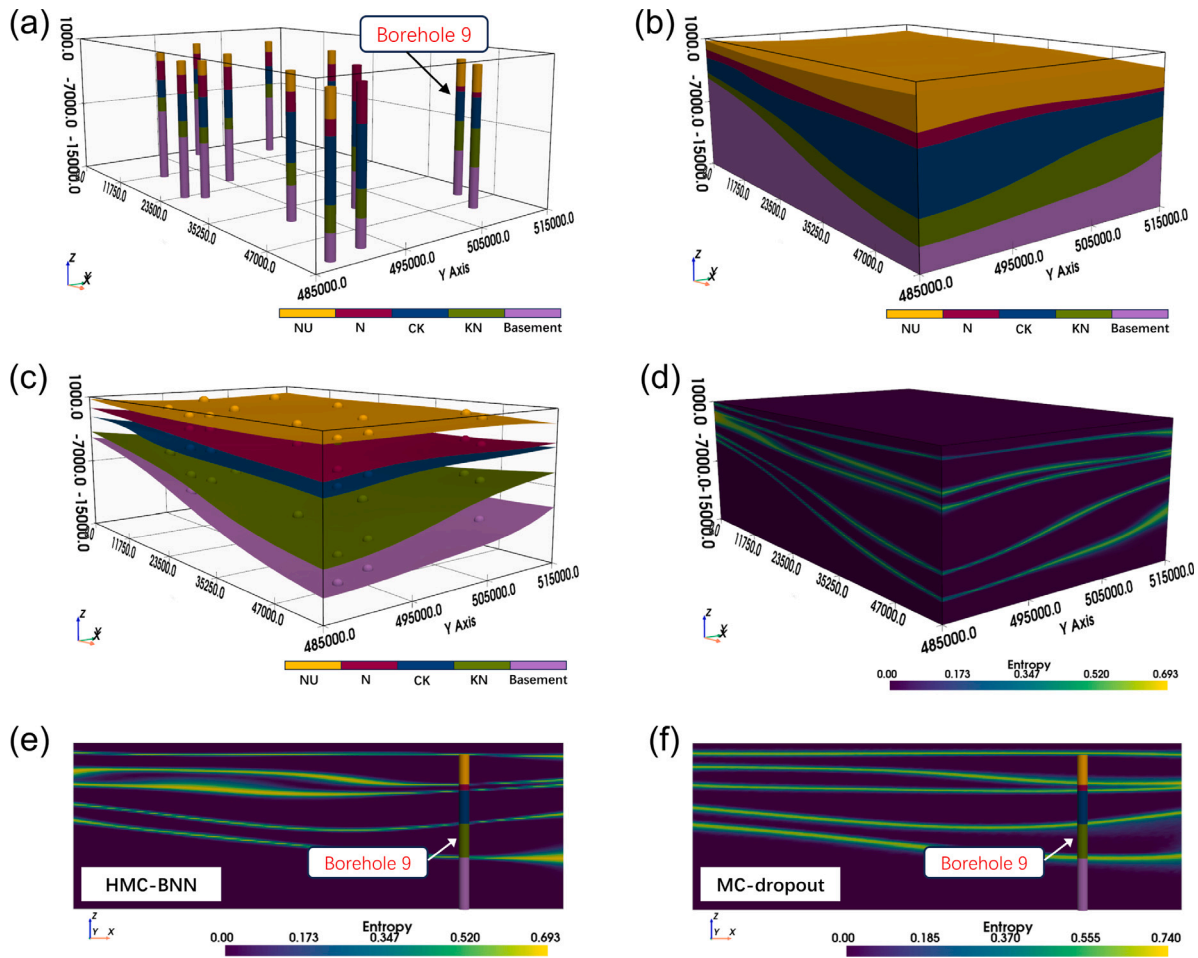 (a)
Borehole 9
1000.0
-7000.0
-15000.0
11750.0
23500.0
35250.0
47000.0
485000.0
495000.0
505000.0
515000.0
Y Axis
Z
Y
X
NU N CK KN Basement
(b)
1000.0
-7000.0
-15000.0
11750.0
23500.0
35250.0
47000.0
485000.0
495000.0
505000.0
515000.0
Y Axis
Z
Y
X
NU N CK KN Basement
(c)
1000.0
-7000.0
-15000.0
11750.0
23500.0
35250.0
47000.0
485000.0
495000.0
505000.0
515000.0
Y Axis
Z
Y
X
NU N CK KN Basement
(d)
1000.0
-7000.0
-15000.0
11750.0
23500.0
35250.0
47000.0
485000.0
495000.0
505000.0
515000.0
Y Axis
Z
Y
X
Entropy
0.00 0.173 0.347 0.520 0.693
(e)
Borehole 9
HMC-BNN
Z
Y X
Entropy
0.00 0.173 0.347 0.520 0.693
(f)
Borehole 9
MC-dropout
Z
Y X
Entropy
0.00 0.185 0.370 0.555 0.740